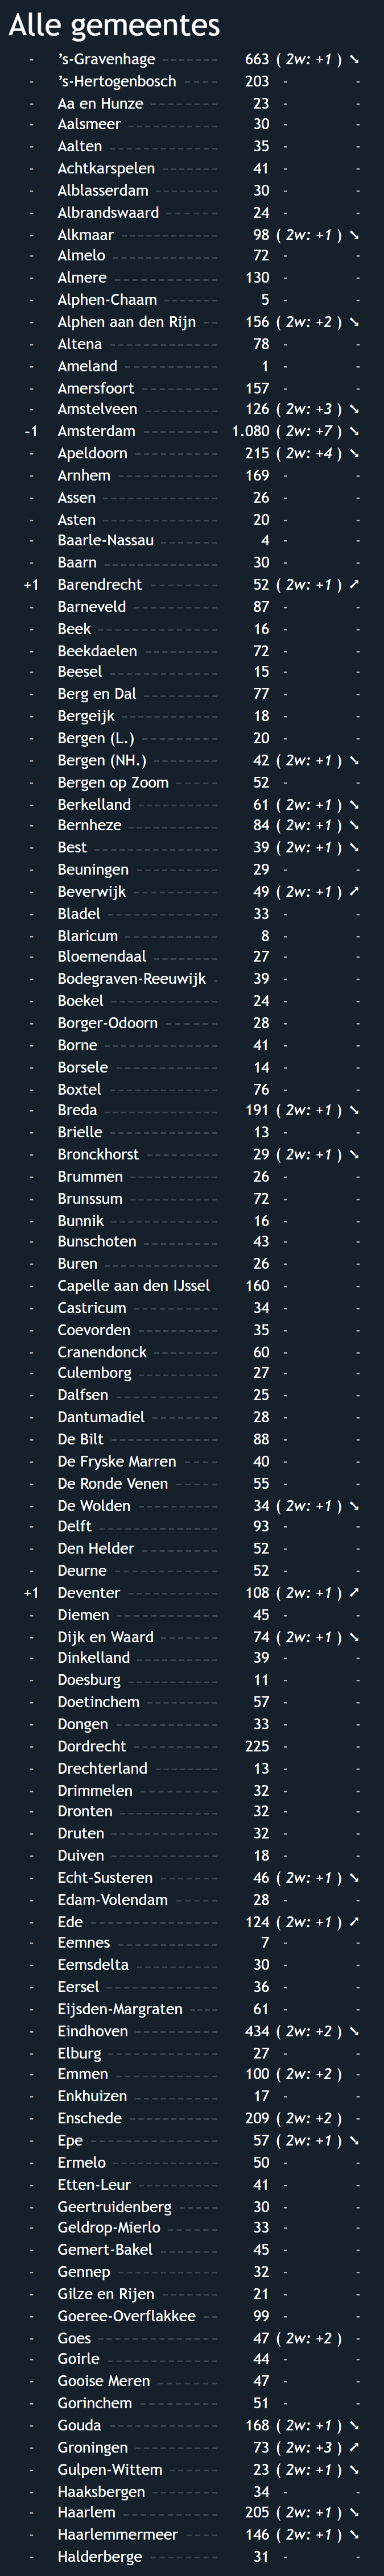 Alle gemeentes
- ’s-Gravenhage ------- 663 ( 2w: +1 ) ➘
- ’s-Hertogenbosch ----- 203 - -
- Aa en Hunze -------- 23 - -
- Aalsmeer ----------- 30 - -
- Aalten ------------- 35 - -
- Achtkarspelen ------- 41 - -
- Alblasserdam -------- 30 - -
- Albrandswaard ------- 24 - -
- Alkmaar ------------ 98 ( 2w: +1 ) ➘
- Almelo ------------- 72 - -
- Almere ------------- 130 - -
- Alphen-Chaam ------- 5 - -
- Alphen aan den Rijn -- 156 ( 2w: +2 ) ➘
- Altena ------------- 78 - -
- Ameland ------------ 1 - -
- Amersfoort ---------- 157 - -
- Amstelveen --------- 126 ( 2w: +3 ) ➘
-1 Amsterdam ---------- 1.080 ( 2w: +7 ) ➘
- Apeldoorn ---------- 215 ( 2w: +4 ) ➘
- Arnhem ------------ 169 - -
- Assen -------------- 26 - -
- Asten -------------- 20 - -
- Baarle-Nassau ------- 4 - -
- Baarn -------------- 30 - -
+1 Barendrecht --------- 52 ( 2w: +1 ) ➚
- Barneveld ---------- 87 - -
- Beek --------------- 16 - -
- Beekdaelen --------- 72 - -
- Beesel ------------- 15 - -
- Berg en Dal --------- 77 - -
- Bergeijk ------------ 18 - -
- Bergen (L.) ---------- 20 - -
- Bergen (NH.) -------- 42 ( 2w: +1 ) ➘
- Bergen op Zoom ------ 52 - -
- Berkelland ---------- 61 ( 2w: +1 ) ➘
- Bernheze ----------- 84 ( 2w: +1 ) ➘
- Best --------------- 39 ( 2w: +1 ) ➘
- Beuningen ---------- 29 - -
- Beverwijk ----------- 49 ( 2w: +1 ) ➚
- Bladel ------------- 33 - -
- Blaricum ------------ 8 - -
- Bloemendaal -------- 27 - -
- Bodegraven-Reeuwijk - 39 - -
- Boekel ------------- 24 - -
- Borger-Odoorn ------ 28 - -
- Borne -------------- 41 - -
- Borsele ------------ 14 - -
- Boxtel ------------- 76 - -
- Breda -------------- 191 ( 2w: +1 ) ➘
- Brielle ------------- 13 - -
- Bronckhorst --------- 29 ( 2w: +1 ) ➘
- Brummen ----------- 26 - -
- Brunssum ----------- 72 - -
- Bunnik ------------- 16 - -
- Bunschoten --------- 43 - -
- Buren -------------- 26 - -
- Capelle aan den IJssel 160 - -
- Castricum ----------- 34 - -
- Coevorden ---------- 35 - -
- Cranendonck -------- 60 - -
- Culemborg ---------- 27 - -
- Dalfsen ------------ 25 - -
- Dantumadiel -------- 28 - -
- De Bilt ------------- 88 - -
- De Fryske Marren ---- 40 - -
- De Ronde Venen ----- 55 - -
- De Wolden ---------- 34 ( 2w: +1 ) ➘
- Delft -------------- 93 - -
- Den Helder --------- 52 - -
- Deurne ------------ 52 - -
+1 Deventer ----------- 108 ( 2w: +1 ) ➚
- Diemen ------------ 45 - -
- Dijk en Waard ------- 74 ( 2w: +1 ) ➘
- Dinkelland ---------- 39 - -
- Doesburg ----------- 11 - -
- Doetinchem --------- 57 - -
- Dongen ------------ 33 - -
- Dordrecht ---------- 225 - -
- Drechterland -------- 13 - -
- Drimmelen --------- 32 - -
- Dronten ----------- 32 - -
- Druten ------------- 32 - -
- Duiven ------------- 18 - -
- Echt-Susteren ------- 46 ( 2w: +1 ) ➘
- Edam-Volendam ----- 28 - -
- Ede ---------------- 124 ( 2w: +1 ) ➚
- Eemnes ------------ 7 - -
- Eemsdelta ---------- 30 - -
- Eersel ------------- 36 - -
- Eijsden-Margraten ---- 61 - -
- Eindhoven ---------- 434 ( 2w: +2 ) ➘
- Elburg ------------- 27 - -
- Emmen ------------ 100 ( 2w: +2 ) -
- Enkhuizen ---------- 17 - -
- Enschede ----------- 209 ( 2w: +2 ) -
- Epe ---------------- 57 ( 2w: +1 ) ➘
- Ermelo ------------- 50 - -
- Etten-Leur ---------- 41 - -
- Geertruidenberg ----- 30 - -
- Geldrop-Mierlo ------ 33 - -
- Gemert-Bakel ------- 45 - -
- Gennep ------------ 32 - -
- Gilze en Rijen ------- 21 - -
- Goeree-Overflakkee -- 99 - -
- Goes -------------- 47 ( 2w: +2 ) -
- Goirle ------------- 44 - -
- Gooise Meren ------- 47 - -
- Gorinchem ---------- 51 - -
- Gouda ------------- 168 ( 2w: +1 ) ➘
- Groningen ---------- 73 ( 2w: +3 ) ➚
- Gulpen-Wittem ------ 23 ( 2w: +1 ) ➘
- Haaksbergen -------- 34 - -
- Haarlem ------------ 205 ( 2w: +1 ) ➘
- Haarlemmermeer ---- 146 ( 2w: +1 ) ➘
- Halderberge -------- 31 - -